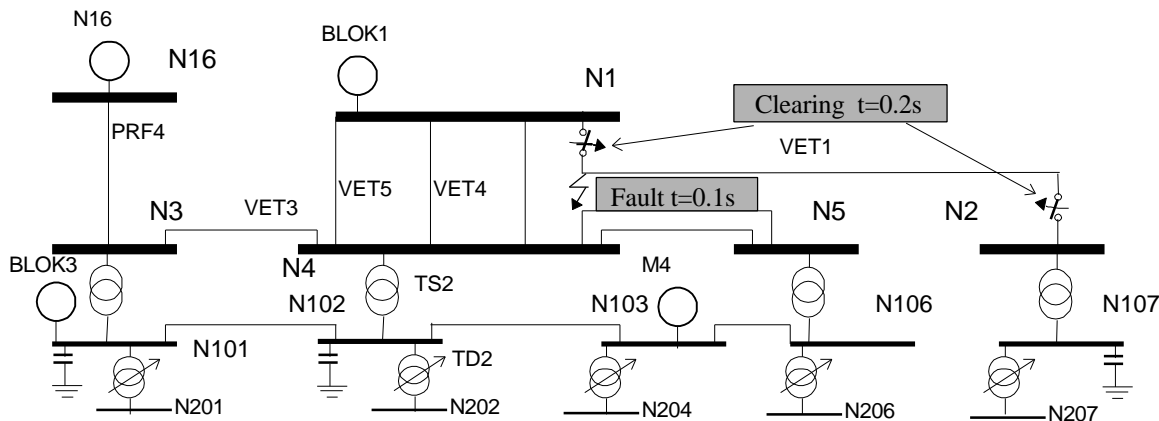 N16
N16
BLOK1
N1
Clearing t=0.2s
PRF4
VET1
VET5
VET4
Fault t=0.1s
N3
VET3
N5
N2
BLOK3
N4
TS2
M4
N102
N103
N106
N107
N101
TD2
N201
N202
N204
N206
N207